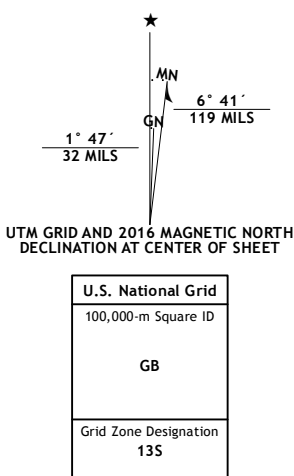 ★
MN
GN
1° 47´
32 MILS
6° 41´
119 MILS
UTM GRID AND 2016 MAGNETIC NORTH
DECLINATION AT CENTER OF SHEET
U.S. National Grid
100,000-m Square ID
GB
Grid Zone Designation
13S